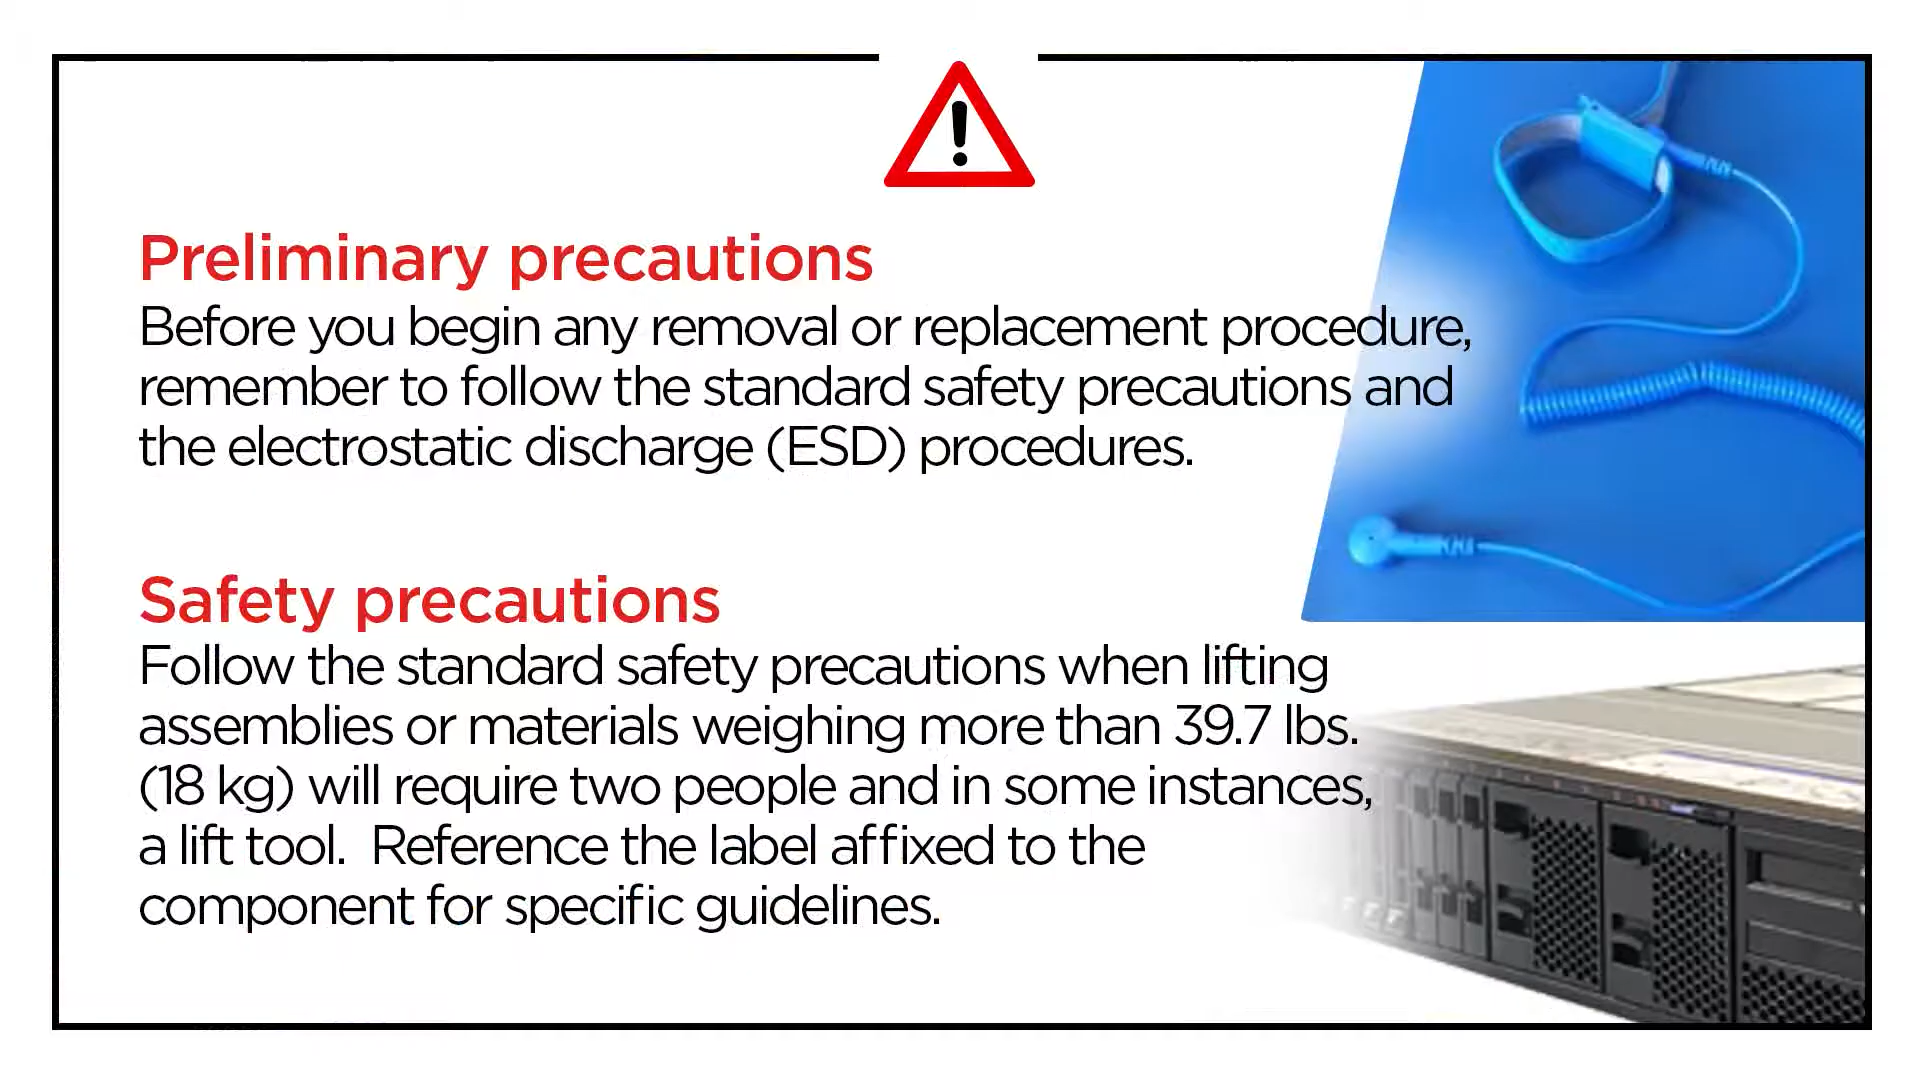 Preliminary precautions
Before you begin any removal or replacement procedure,
remember to follow the standard safety precautions and
the electrostatic discharge (ESD) procedures.
Safety precautions
Follow the standard safety precautions when lifting
assemblies or materials weighing more than 39.7 lbs.
(18 kg) will require two people and in some instances,
a lift tool.  Reference the label affixed to the
component for specific guidelines.